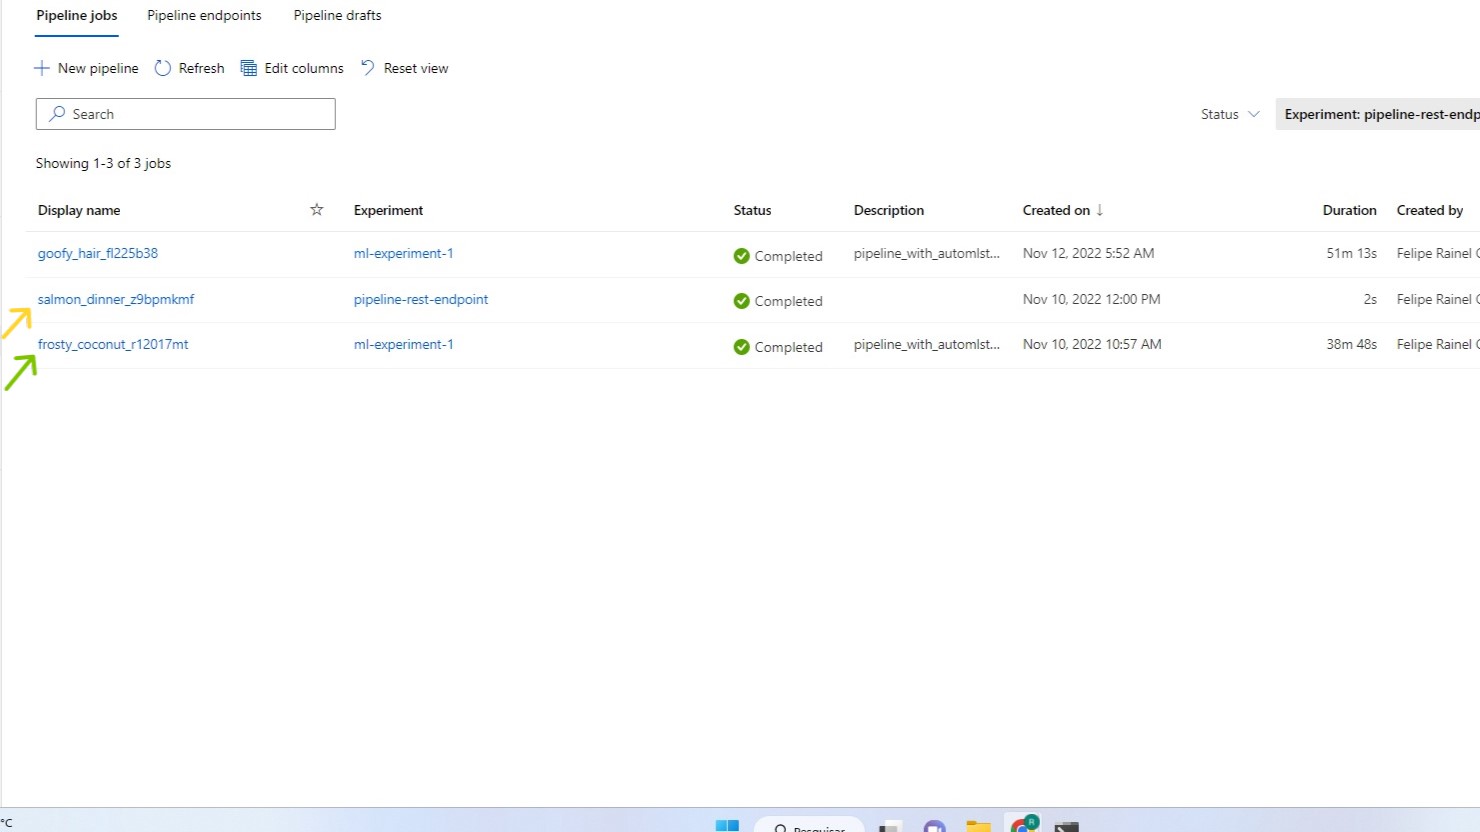 Pipeline jobs Pipeline endpoints Pipeline drafts
New pipeline Refresh Edit columns Reset view
Search Status Experiment: pipeline-rest-endp
Showing 1-3 of 3 jobs
Display name Experiment Status Description Created on ↓ Duration Created by
goofy_hair_fl225b38 ml-experiment-1 Completed pipeline_with_automlst... Nov 12, 2022 5:52 AM 51m 13s Felipe Rainel
salmon_dinner_z9bpmkmf pipeline-rest-endpoint Completed Nov 10, 2022 12:00 PM 2s Felipe Rainel
frosty_coconut_r12017mt ml-experiment-1 Completed pipeline_with_automlst... Nov 10, 2022 10:57 AM 38m 48s Felipe Rainel
°C Pesquisar R